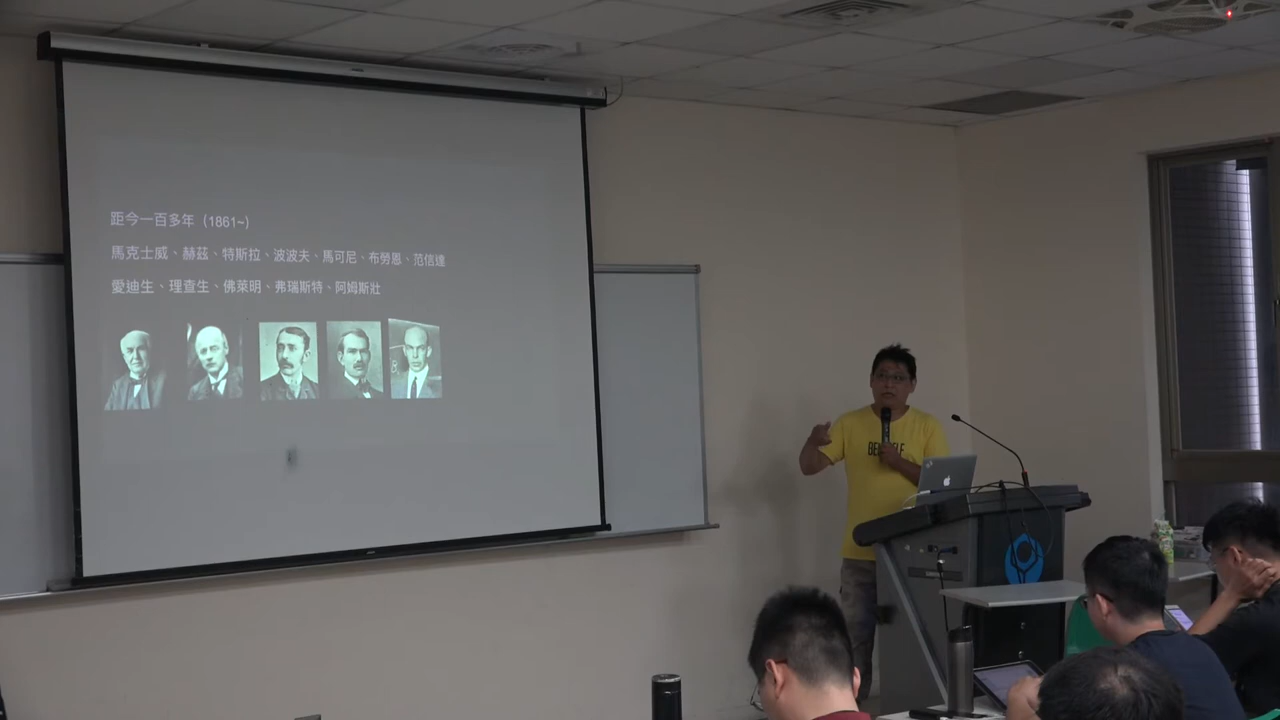 距今一百多年（1861~）
馬克士威、赫茲、特斯拉、波波夫、馬可尼、布勞恩、范信達
愛迪生、理查生、佛萊明、弗瑞斯特、阿姆斯壯